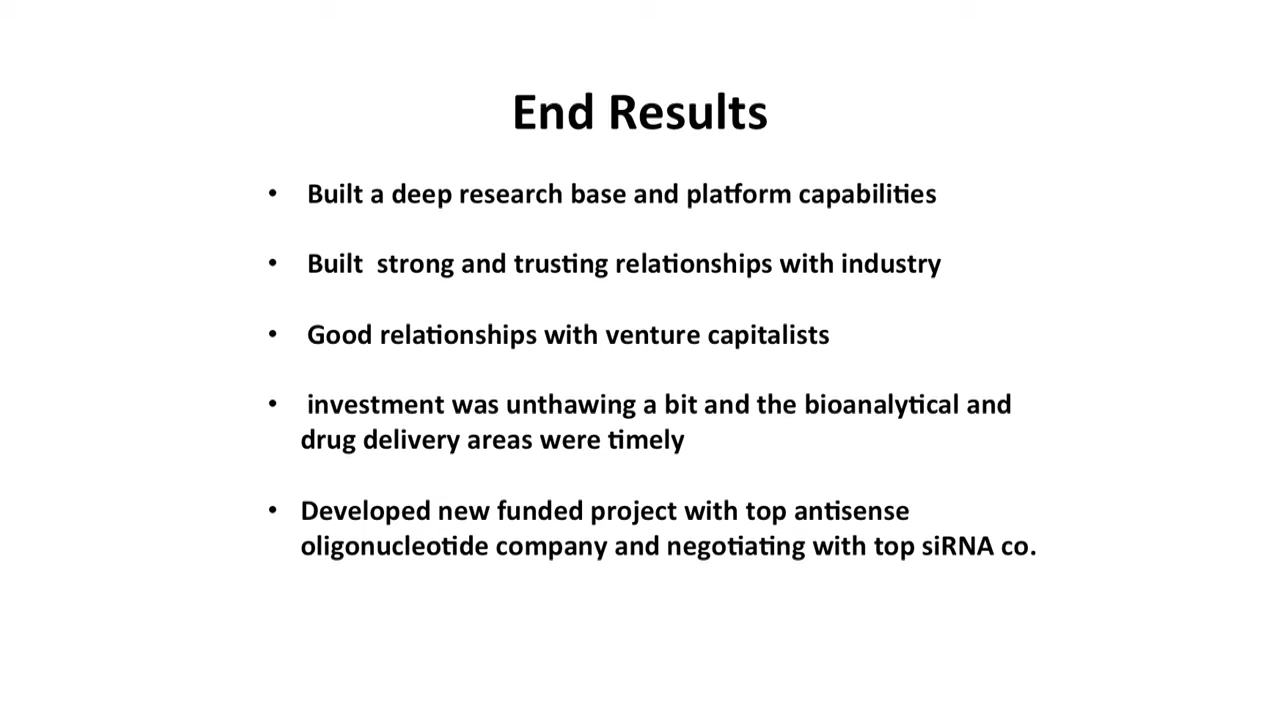 End Results
• Built a deep research base and platform capabilities
• Built  strong and trusting relationships with industry
• Good relationships with venture capitalists
• investment was unthawing a bit and the bioanalytical and
drug delivery areas were timely
• Developed new funded project with top antisense
oligonucleotide company and negotiating with top siRNA co.